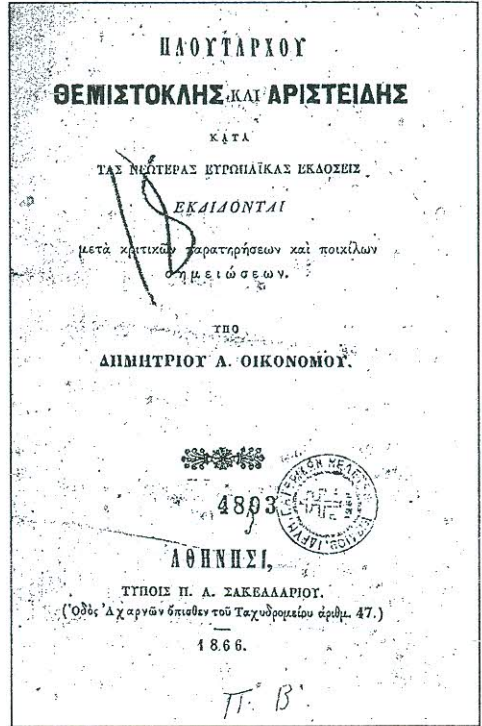 ΠΛΟΥΤΑΡΧΟΥ
ΘΕΜΙΣΤΟΚΛΗΣ ΚΑΙ ΑΡΙΣΤΕΙΔΗΣ
ΚΑΤΑ
ΤΑΣ ΝΕΩΤΕΡΑΣ ΕΥΡΩΠΑΪΚΑΣ ΕΚΔΟΣΕΙΣ
ΕΚΔΙΔΟΝΤΑΙ
μετὰ κριτικῶν παρατηρήσεων καὶ ποικίλων
σημειώσεων.
ΥΠΟ
ΔΗΜΗΤΡΙΟΥ Α. ΟΙΚΟΝΟΜΟΥ.
4803
ΑΘΗΝΗΣΙ,
ΤΥΠΟΙΣ Π. Α. ΣΑΚΕΛΛΑΡΙΟΥ.
(Ὁδὸς Ἀχαρνῶν ὄπισθεν τοῦ Ταχυδρομείου ἀριθμ. 47.)
1866.
Π. Β.